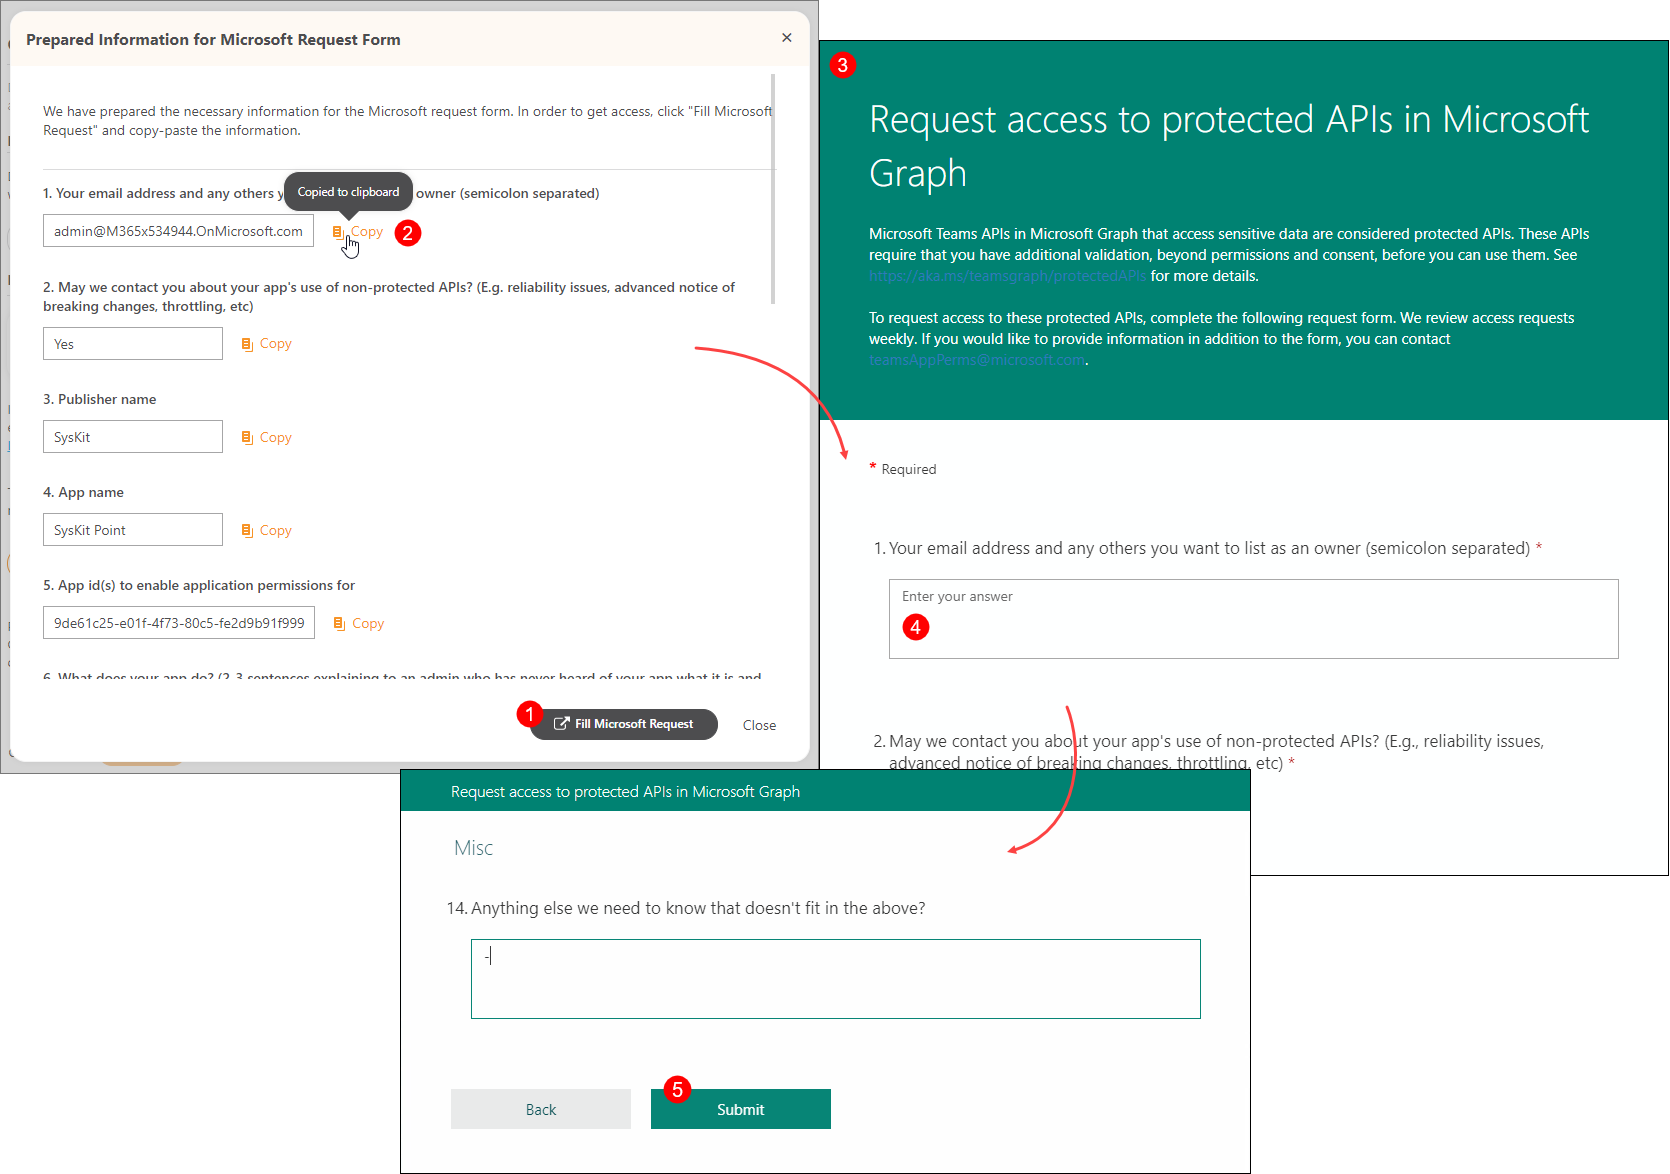 Prepared Information for Microsoft Request Form
We have prepared the necessary information for the Microsoft request form. In order to get access, click "Fill Microsoft
Request" and copy-paste the information.
1. Your email address and any others y
owner (semicolon separated)
Copied to clipboard
admin@M365x534944.OnMicrosoft.com
Copy
2
2. May we contact you about your app's use of non-protected APIs? (E.g. reliability issues, advanced notice of
breaking changes, throttling, etc)
Yes
Copy
3. Publisher name
SysKit
Copy
4. App name
SysKit Point
Copy
5. App id(s) to enable application permissions for
9de61c25-e01f-4f73-80c5-fe2d9b91f999
Copy
6. What does your app do? (2-3 sentences explaining to an admin who has never heard of your app what it is and
1
Fill Microsoft Request
Close
3
Request access to protected APIs in Microsoft
Graph
Microsoft Teams APIs in Microsoft Graph that access sensitive data are considered protected APIs. These APIs
require that you have additional validation, beyond permissions and consent, before you can use them. See
https://aka.ms/teamsgraph/protectedAPIs for more details.
To request access to these protected APIs, complete the following request form. We review access requests
weekly. If you would like to provide information in addition to the form, you can contact
teamsAppPerms@microsoft.com.
* Required
1. Your email address and any others you want to list as an owner (semicolon separated) *
Enter your answer
4
2. May we contact you about your app's use of non-protected APIs? (E.g., reliability issues,
advanced notice of breaking changes, throttling, etc) *
Request access to protected APIs in Microsoft Graph
Misc
14. Anything else we need to know that doesn't fit in the above?
-
Back
5
Submit